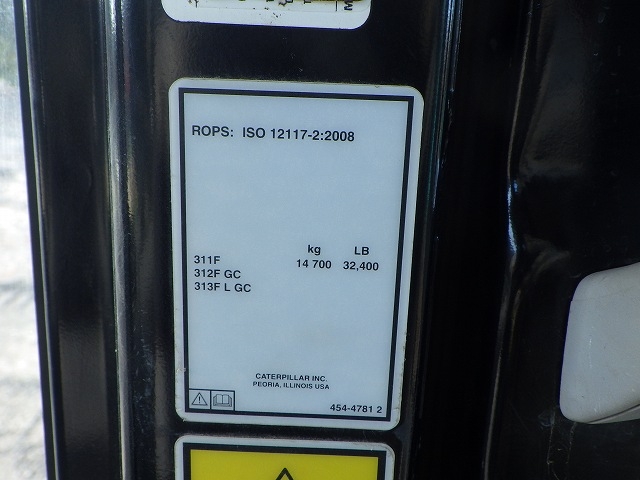 ROPS: ISO 12117-2:2008
kg LB
311F 14 700 32,400
312F GC
313F L GC
CATERPILLAR INC.
PEORIA, ILLINOIS USA
454-4781 2